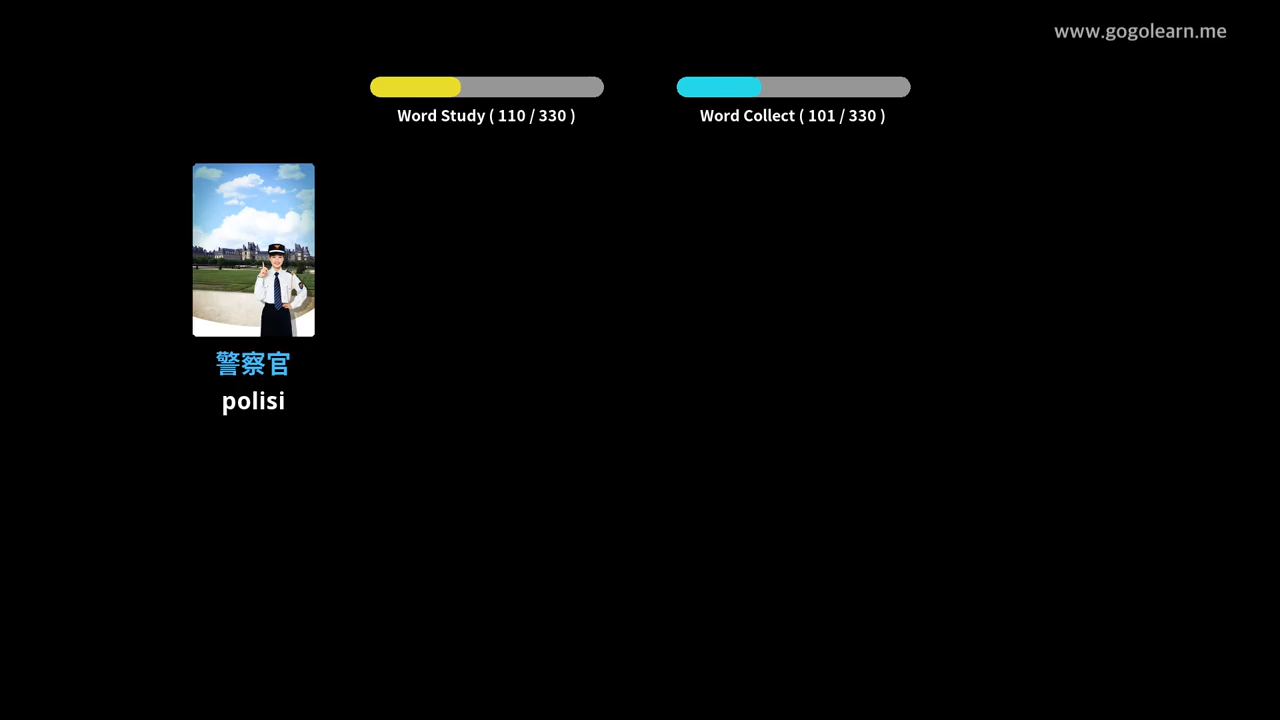 www.gogolearn.me
Word Study ( 110 / 330 )
Word Collect ( 101 / 330 )
警察官
polisi